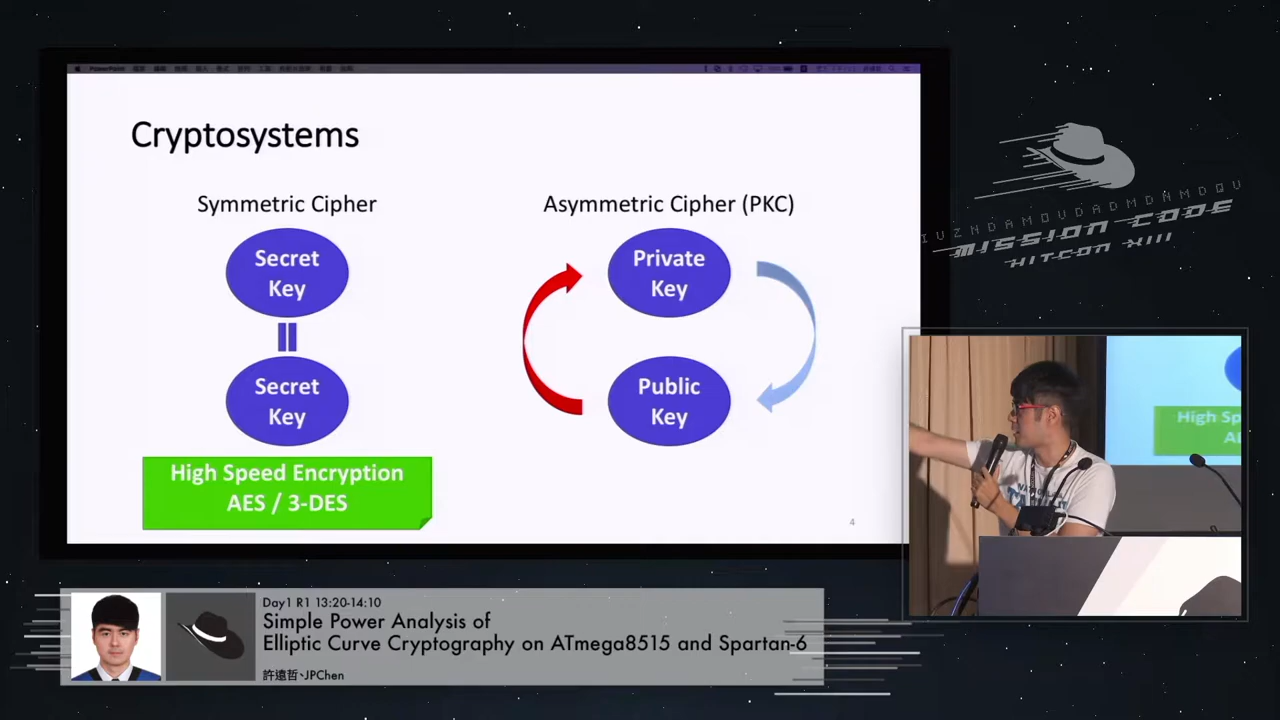 Cryptosystems
Symmetric Cipher
Secret
Key
Secret
Key
High Speed Encryption
AES / 3-DES
Asymmetric Cipher (PKC)
Private
Key
Public
Key
4
IVZNDAMOVDADMDNMDQV
MISSION CODE
HITCON XIII
High Sp
Day1 R1 13:20-14:10
Simple Power Analysis of
Elliptic Curve Cryptography on ATmega8515 and Spartan-6
許遠哲、JPChen